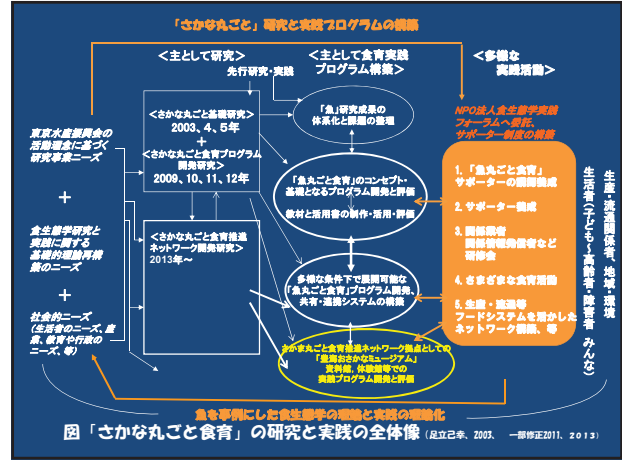 「さかな丸ごと」研究と実践プログラムの構築
＜主として研究＞
＜主として食育実践
プログラム構築＞
＜多様な
実践活動＞
先行研究・実践
東京水産振興会の
活動理念に基づく
研究事業ニーズ
＋
食生態学研究と
実践に関する
基礎的理論再構
築のニーズ
＋
社会的ニーズ
（生活者のニーズ、産
業、教育や行政の
ニーズ、等）
＜さかな丸ごと基礎研究＞
2003、4、5年
＋
＜さかな丸ごと食育プログラム
開発研究＞
2009、10、11、12年
＜さかな丸ごと食育推進
ネットワーク開発研究＞
2013年～
「魚」研究成果の
体系化と課題の整理
「魚丸ごと食育」のコンセプト・
基礎となるプログラム開発と評価
教材と活用書の制作・活用・評価
多様な条件下で展開可能な
「魚丸ごと食育」プログラム開発、
共有・連携システムの構築
さかま丸ごと食育推進ネットワーク拠点としての
「豊海おさかなミュージアム」
資料館，体験館等での
実践プログラム開発と評価
NPO法人食生態学実践
フォーラムへ委託、
サポーター制度の構築
1.「魚丸ごと食育」
サポーターの
2. サポーター養成
3. 関係業者
関係情報発信者など
研修会
4. さまざまな食育活動
5. 生産・流通等
フードシステムを活かした
ネットワーク構築、等
生産・流通関係者、地域・環境
生活者（子ども～高齢者・障害者 みんな）
魚を事例にした食生態学の理論と実践の理論化
図「さかな丸ごと食育」の研究と実践の全体像（足立己幸、2003、 一部修正2011、2013）